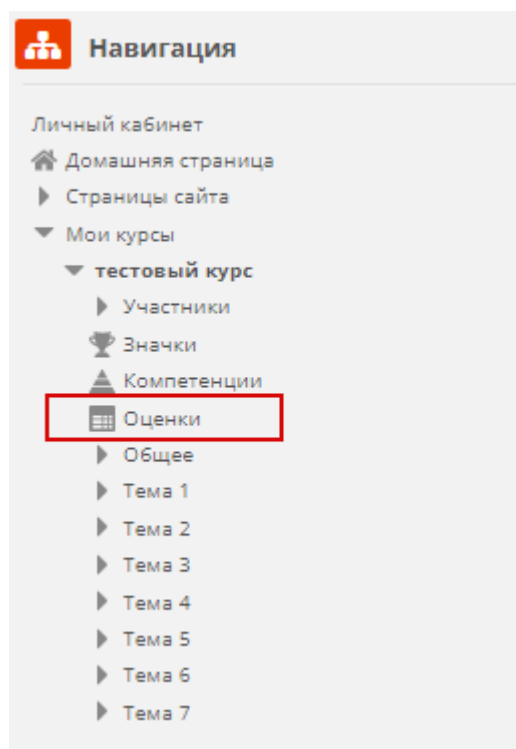 Навигация
Личный кабинет
Домашняя страница
Страницы сайта
Мои курсы
тестовый курс
Участники
Значки
Компетенции
Оценки
Общее
Тема 1
Тема 2
Тема 3
Тема 4
Тема 5
Тема 6
Тема 7